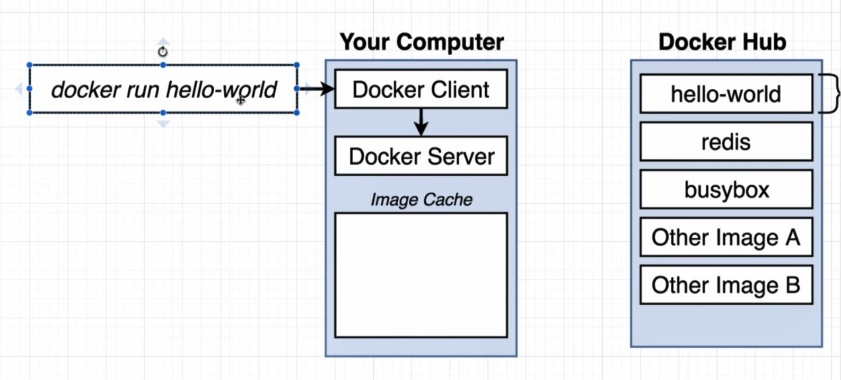 Your Computer
Docker Hub
docker run hello-world
Docker Client
hello-world
redis
Docker Server
busybox
Image Cache
Other Image A
Other Image B